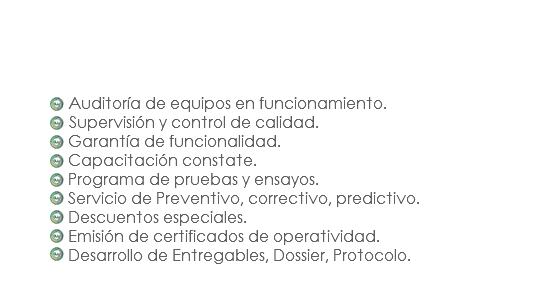 Auditoría de equipos en funcionamiento.
Supervisión y control de calidad.
Garantía de funcionalidad.
Capacitación constate.
Programa de pruebas y ensayos.
Servicio de Preventivo, correctivo, predictivo.
Descuentos especiales.
Emisión de certificados de operatividad.
Desarrollo de Entregables, Dossier, Protocolo.